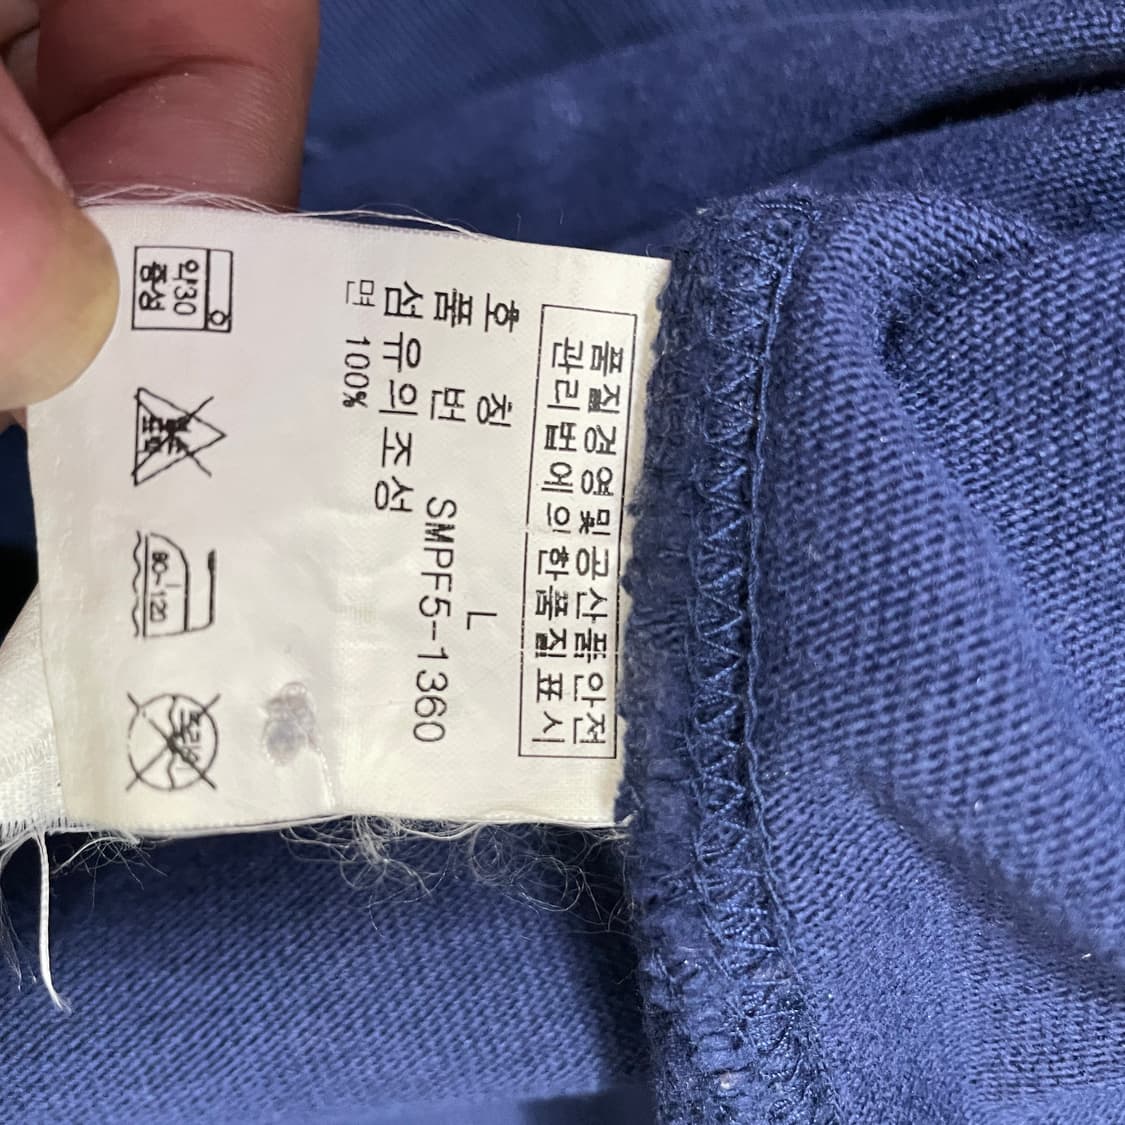 품질경영및공산품안전
관리법에의한품질표시
호 칭 L
품 번 SMPF5-1360
섬유의조성
면 100%
약30
중성
80~120